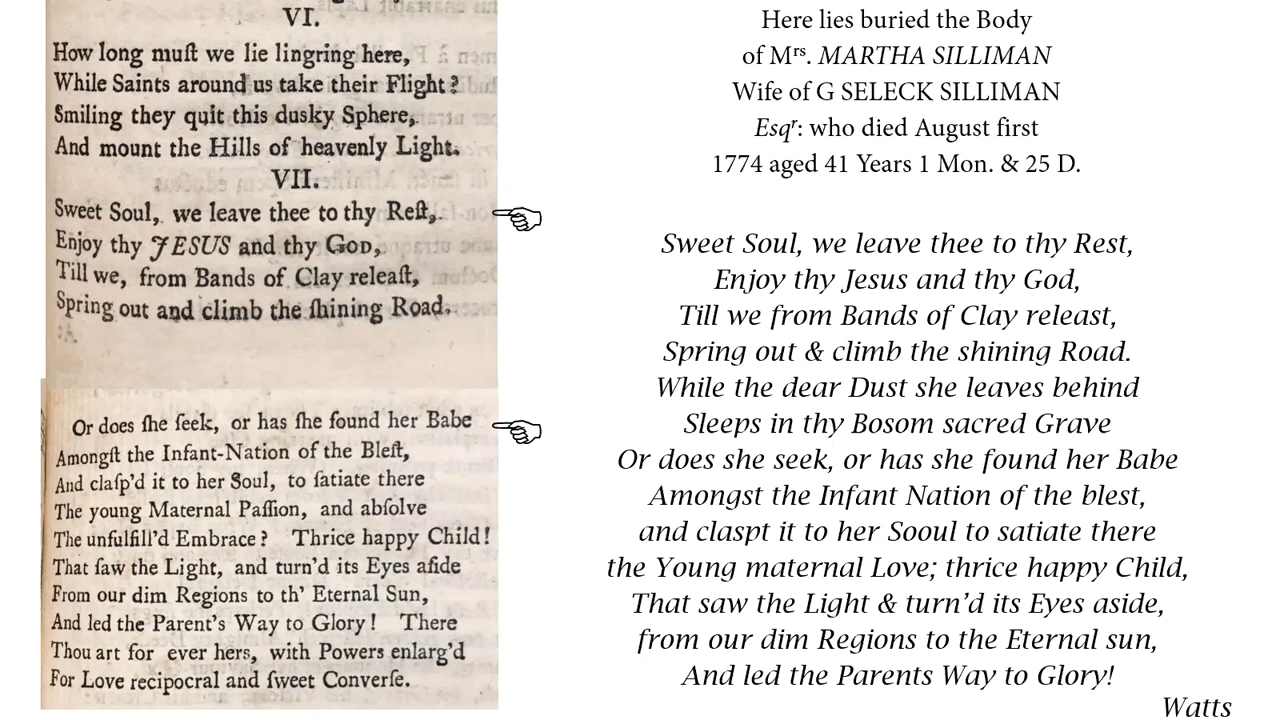 VI.
How long muſt we lie lingring here,
While Saints around us take their Flight?
Smiling they quit this dusky Sphere,
And mount the Hills of heavenly Light.
VII.
Sweet Soul, we leave thee to thy Reſt,
Enjoy thy JESUS and thy GOD,
Till we, from Bands of Clay releaſt,
Spring out and climb the ſhining Road.
Or does ſhe ſeek, or has ſhe found her Babe
Amongſt the Infant-Nation of the Bleſt,
And claſp'd it to her Soul, to ſatiate there
The young Maternal Paſſion, and abſolve
The unfulfill'd Embrace? Thrice happy Child!
That ſaw the Light, and turn'd its Eyes aſide
From our dim Regions to th' Eternal Sun,
And led the Parent's Way to Glory! There
Thou art for ever hers, with Powers enlarg'd
For Love reciprocal and ſweet Converſe.
Here lies buried the Body
of Mrs. MARTHA SILLIMAN
Wife of G SELECK SILLIMAN
Esqr: who died August first
1774 aged 41 Years 1 Mon. & 25 D.
Sweet Soul, we leave thee to thy Rest,
Enjoy thy Jesus and thy God,
Till we from Bands of Clay releast,
Spring out & climb the shining Road.
While the dear Dust she leaves behind
Sleeps in thy Bosom sacred Grave
Or does she seek, or has she found her Babe
Amongst the Infant Nation of the blest,
and claspt it to her Sooul to satiate there
the Young maternal Love; thrice happy Child,
That saw the Light & turn'd its Eyes aside,
from our dim Regions to the Eternal sun,
And led the Parents Way to Glory!
Watts